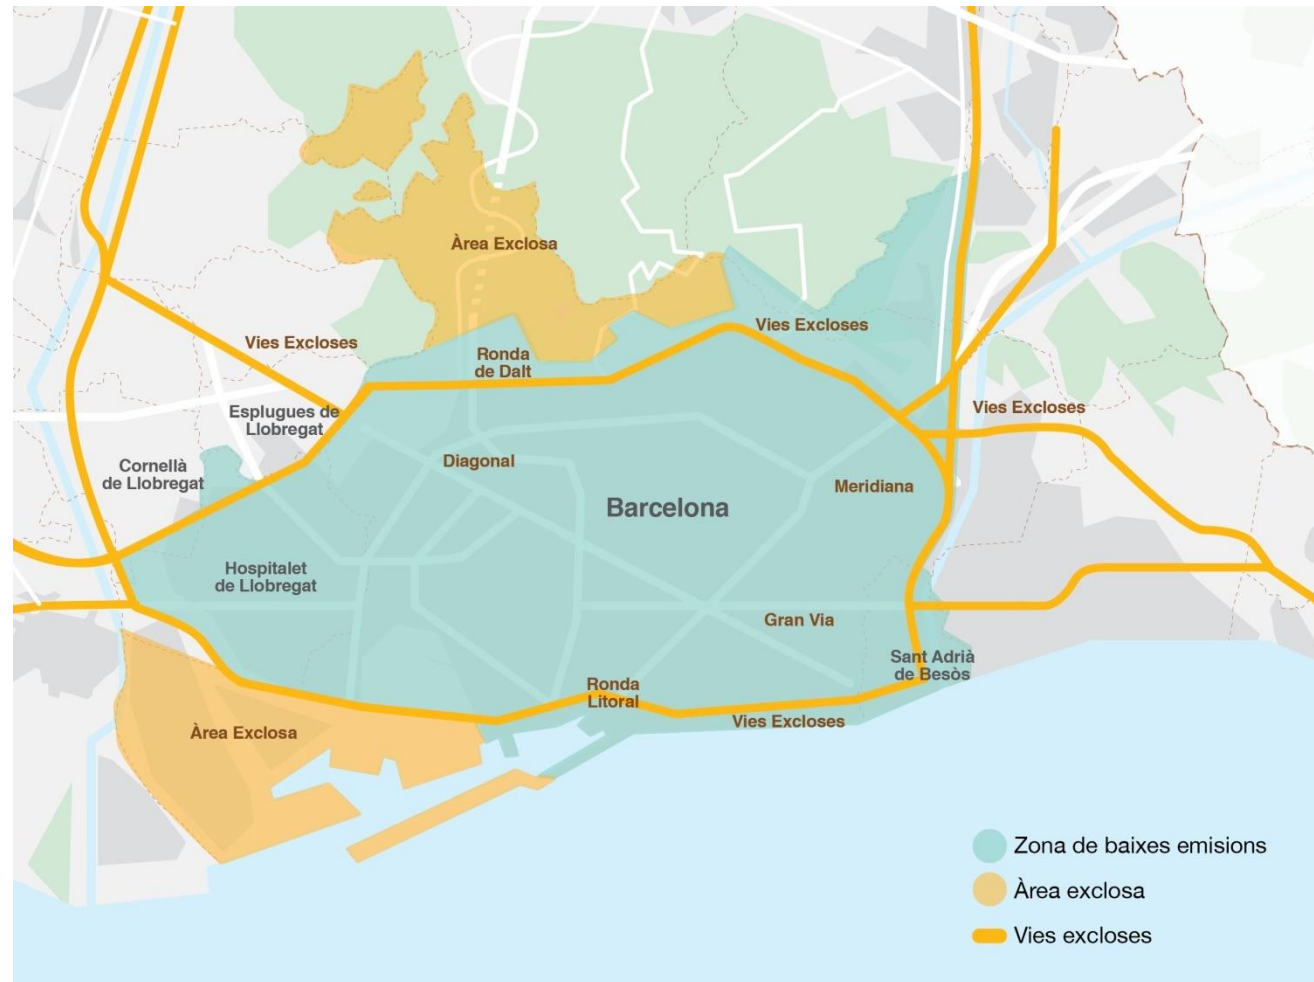 Àrea Exclosa
Vies Excloses
Vies Excloses
Ronda
de Dalt
Esplugues de
Llobregat
Vies Excloses
Cornellà
de Llobregat
Diagonal
Meridiana
Barcelona
Hospitalet
de Llobregat
Gran Via
Sant Adrià
de Besòs
Ronda
Litoral
Vies Excloses
Àrea Exclosa
Zona de baixes emisions
Àrea exclosa
Vies excloses